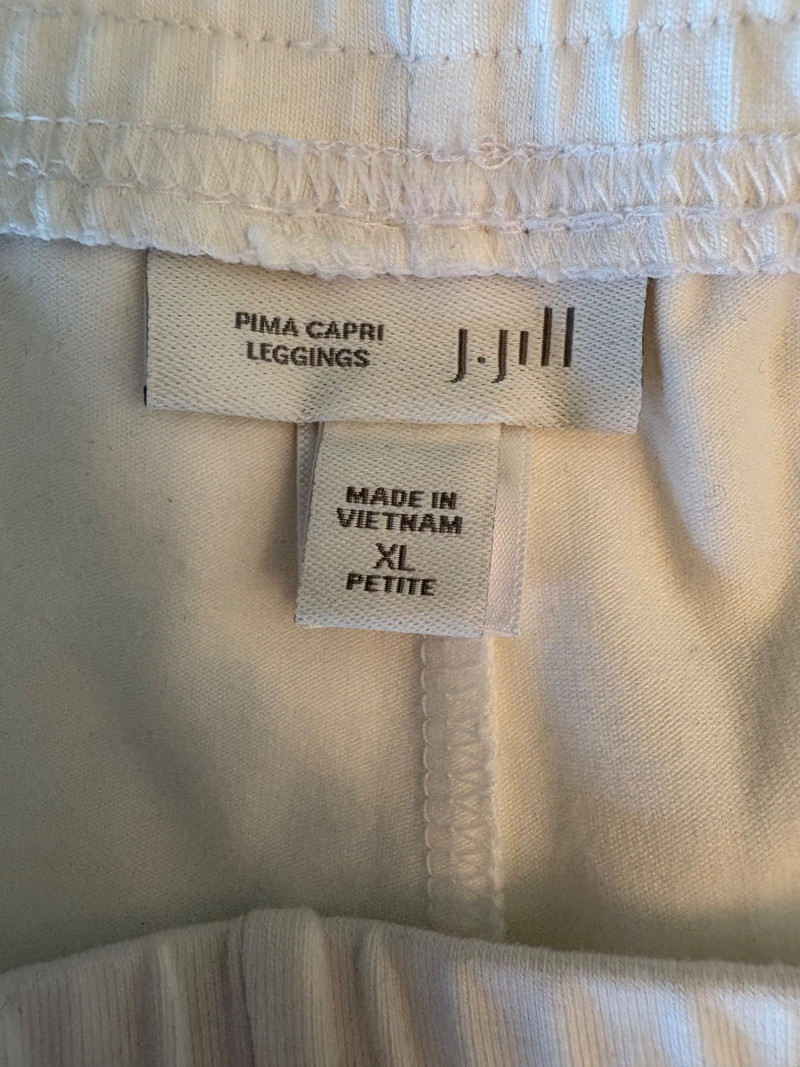 PIMA CAPRI
LEGGINGS
J.Jill
MADE IN
VIETNAM
XL
PETITE